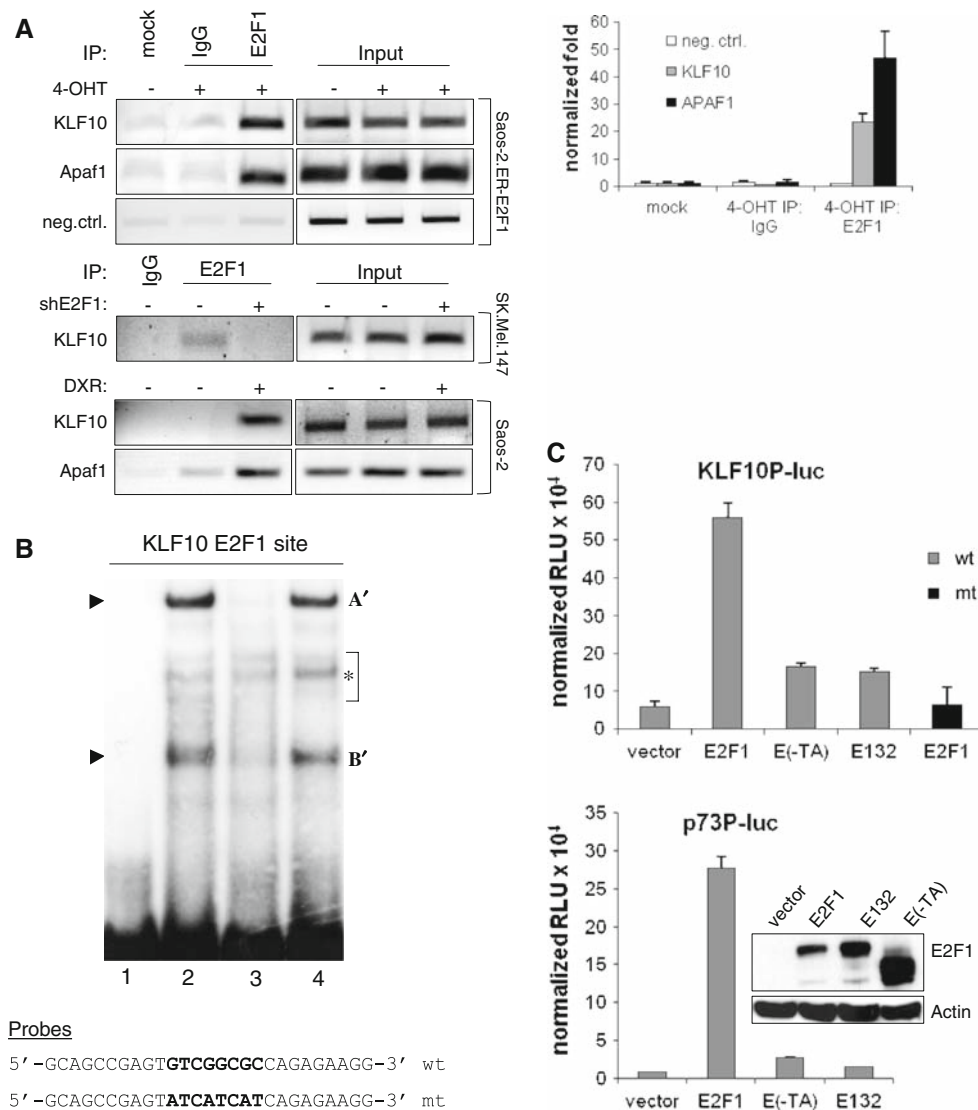 A
IP: mock IgG E2F1 Input
4-OHT - + + - + +
KLF10
Apaf1
neg.ctrl.
Saos-2.ER-E2F1
IP: IgG E2F1 Input
shE2F1: - - + - - +
KLF10
SK.Mel.147
DXR: - - + - - +
KLF10
Apaf1
Saos-2
normalized fold
60
50
40
30
20
10
0
neg. ctrl.
KLF10
APAF1
mock
4-OHT IP: IgG
4-OHT IP: E2F1
B
KLF10 E2F1 site
A′
*
B′
1 2 3 4
Probes
5′-GCAGCCGAGTGTCGGCGCCAGAGAAGG-3′ wt
5′-GCAGCCGAGTATCATCATCAGAGAAGG-3′ mt
C
KLF10P-luc
normalized RLU x 10⁴
70
60
50
40
30
20
10
0
wt
mt
vector E2F1 E(-TA) E132 E2F1
p73P-luc
normalized RLU x 10⁴
35
30
25
20
15
10
5
0
vector E2F1 E132 E(-TA)
E2F1
Actin
vector E2F1 E(-TA) E132